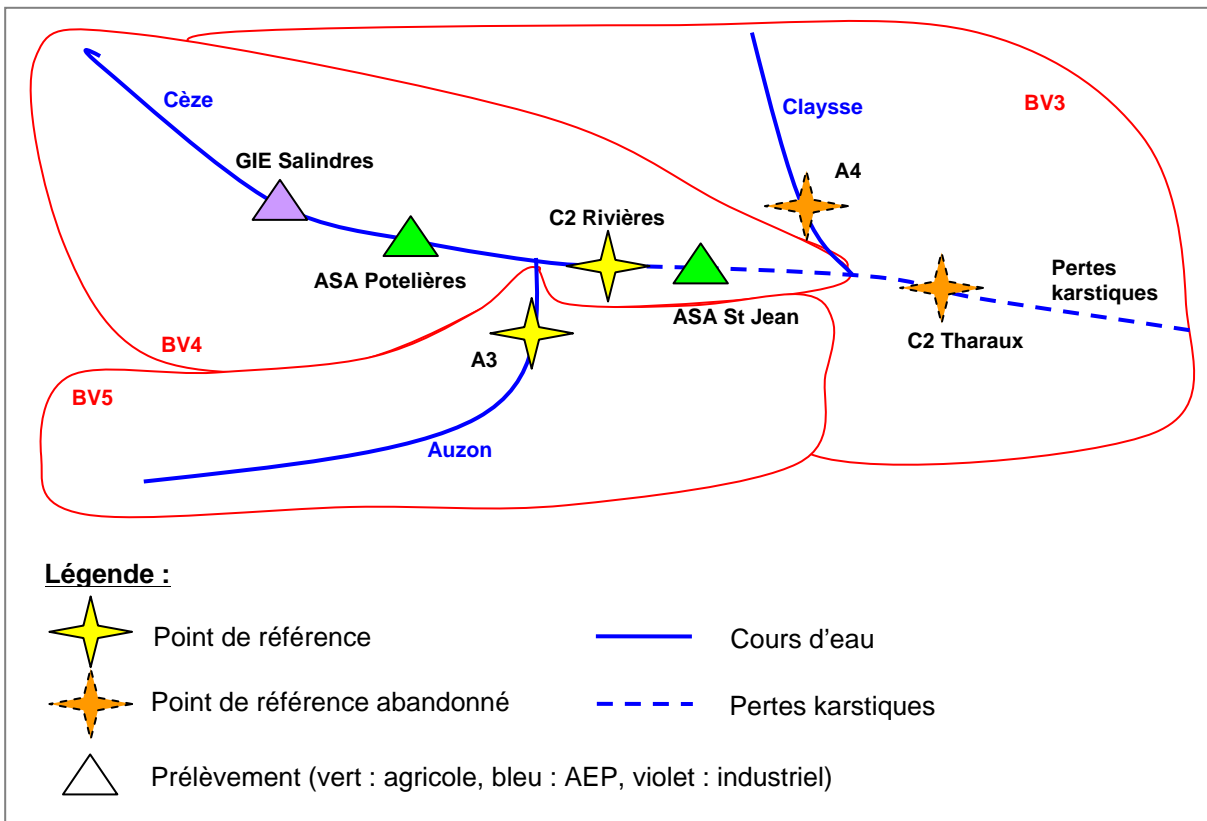 Cèze
Claysse
BV3
GIE Salindres
A4
C2 Rivières
ASA Potelières
Pertes
karstiques
ASA St Jean
C2 Tharaux
BV4
A3
BV5
Auzon
Légende :
Point de référence
Cours d'eau
Point de référence abandonné
Pertes karstiques
Prélèvement (vert : agricole, bleu : AEP, violet : industriel)